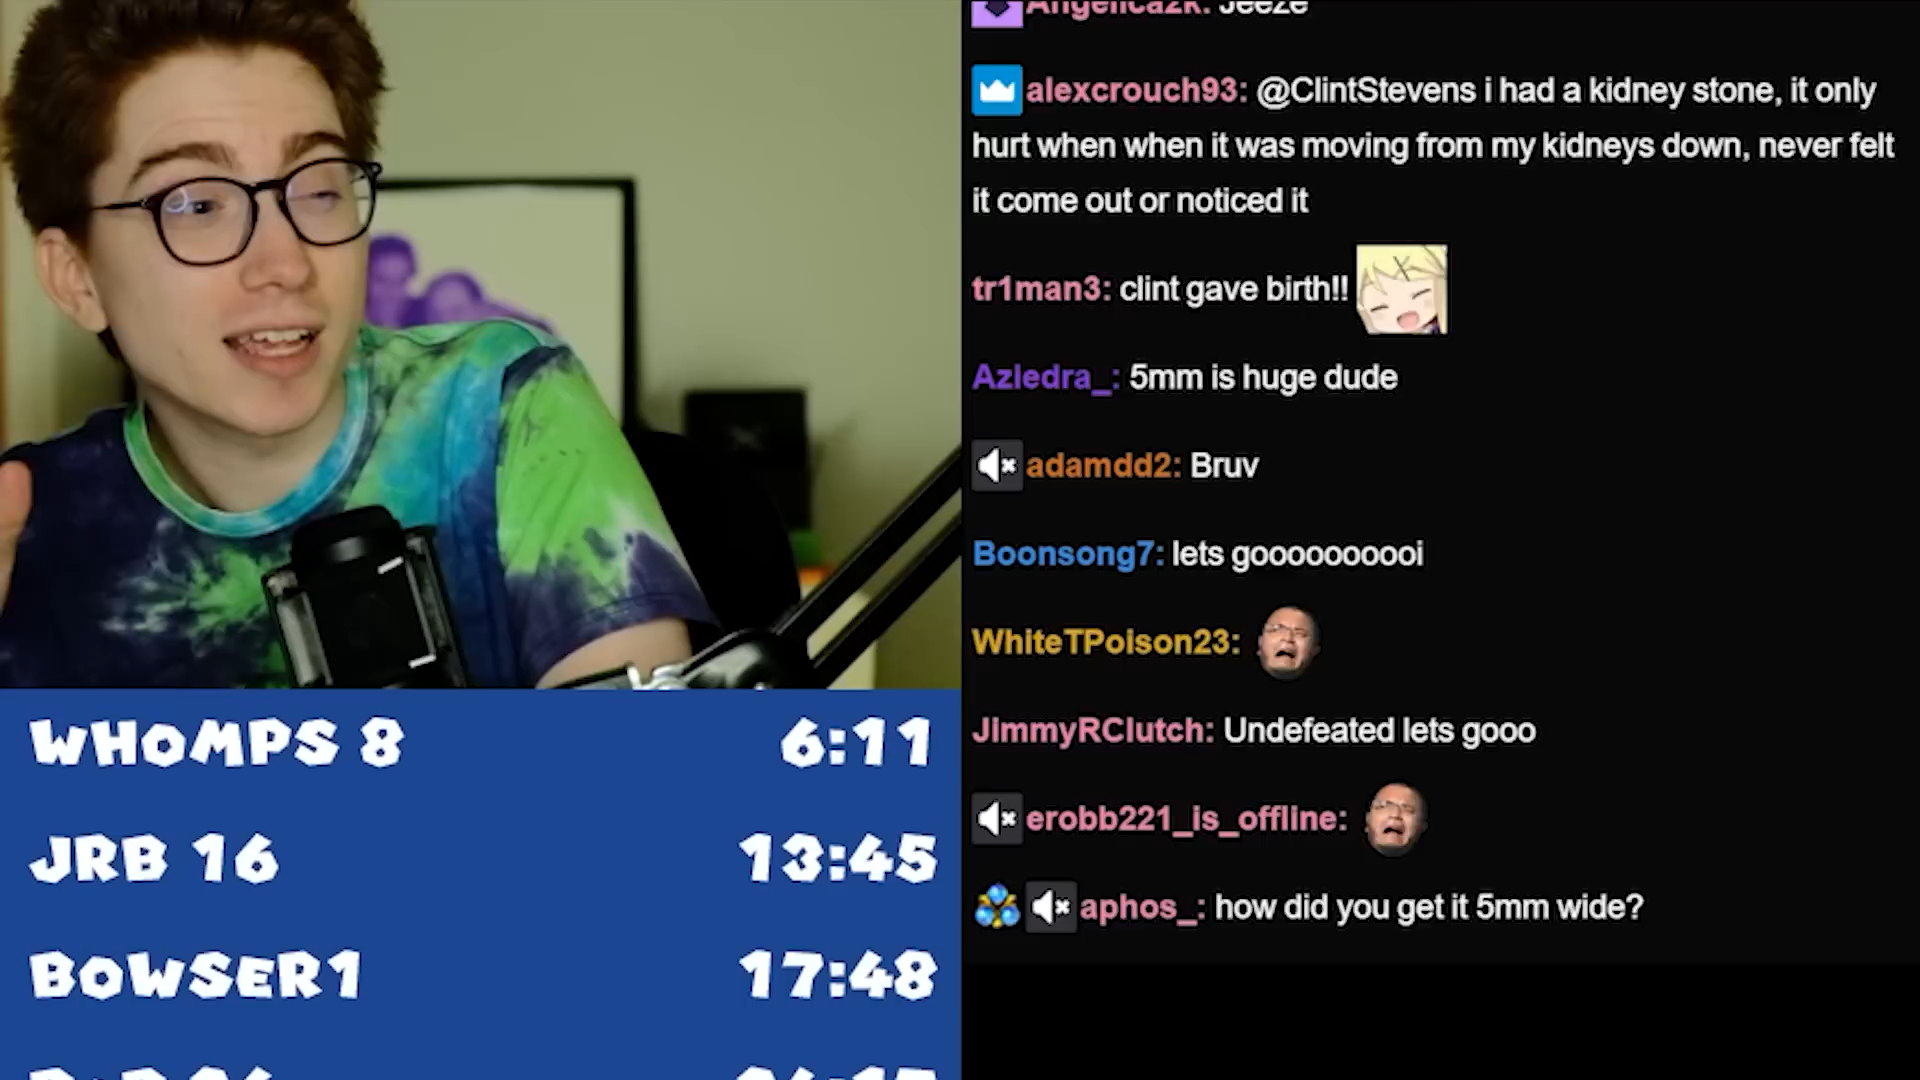 Angelica2k: Jeeze
alexcrouch93: @ClintStevens i had a kidney stone, it only
hurt when when it was moving from my kidneys down, never felt
it come out or noticed it
tr1man3: clint gave birth!!
Azledra_: 5mm is huge dude
adamdd2: Bruv
Boonsong7: lets goooooooooi
WhiteTPoison23:
JimmyRClutch: Undefeated lets gooo
erobb221_is_offline:
aphos_: how did you get it 5mm wide?
WHOMPS 8 6:11
JRB 16 13:45
BOWSER1 17:48